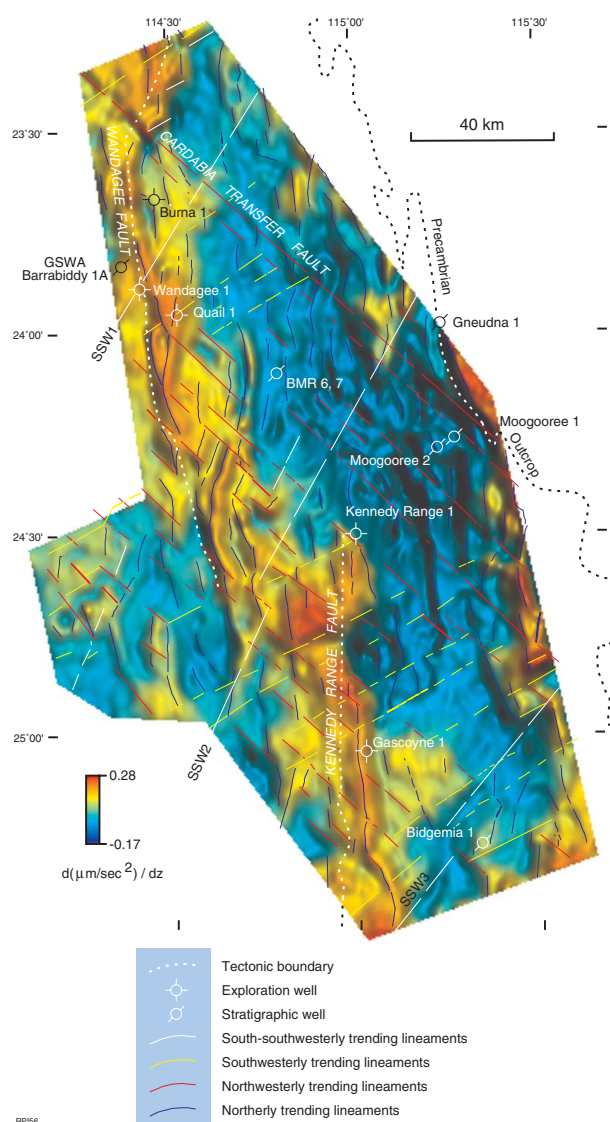 114˚30'
115˚00'
115˚30'
23˚30'
40 km
WANDAGEE FAULT
CARDABIA TRANSFER FAULT
Burna 1
GSWA
Barrabiddy 1A
Precambrian
Wandagee 1
Quail 1
SSW1
24˚00'
Gneudna 1
BMR 6, 7
Moogooree 1
Outcrop
Moogooree 2
Kennedy Range 1
24˚30'
KENNEDY RANGE FAULT
25˚00'
SSW2
Gascoyne 1
0.28
-0.17
d(µm/sec 2) / dz
Bidgemia 1
SSW3
Tectonic boundary
Exploration well
Stratigraphic well
South-southwesterly trending lineaments
Southwesterly trending lineaments
Northwesterly trending lineaments
Northerly trending lineaments